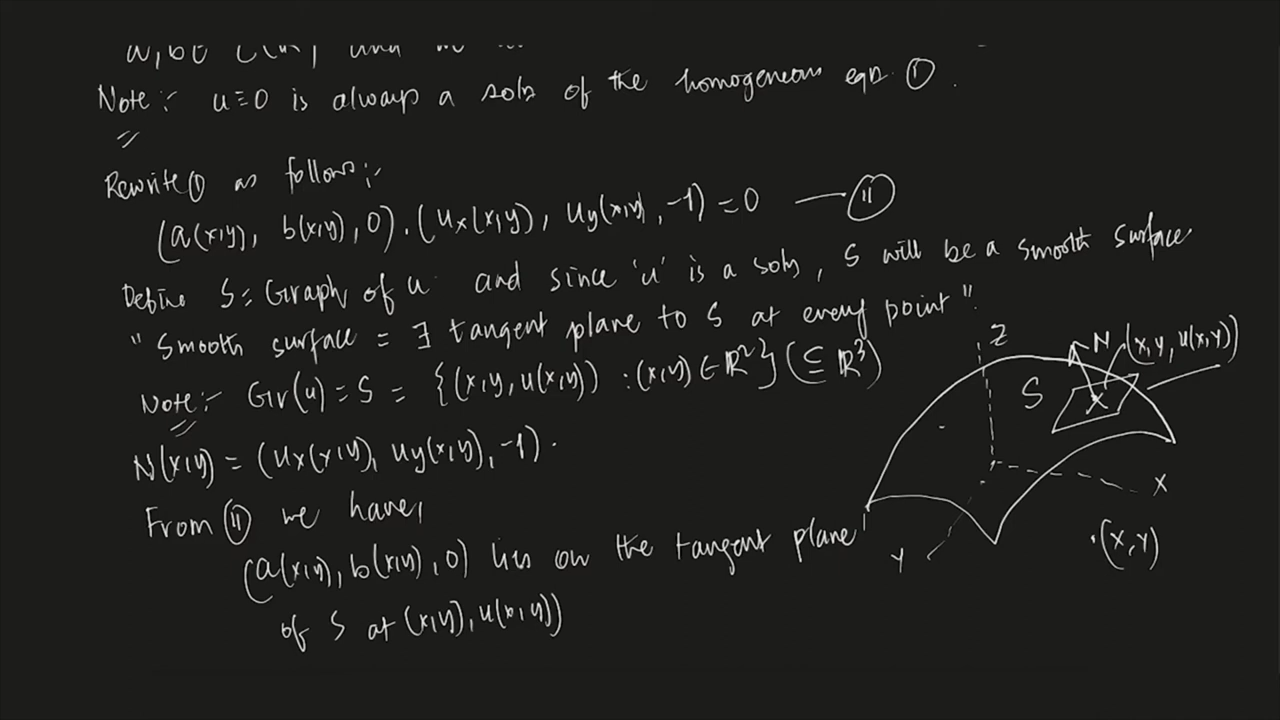 Note :- u ≡ 0 is always a soln of the homogeneous eqn. ①.
Rewrite ① as follows :-
(a(x,y), b(x,y), 0) . (ux(x,y), uy(x,y), -1) = 0 — ⑪
Define S = Graph of u and since 'u' is a soln, S will be a smooth surface
"Smooth surface = ∃ tangent plane to S at every point".
Note :- Gr(u) = S = {(x,y, u(x,y)) : (x,y) ∈ ℝ²} (⊆ ℝ³)
N(x,y) = (ux(x,y), uy(x,y), -1).
From ⑪ we have,
(a(x,y), b(x,y), 0) lies on the tangent plane
of S at (x,y), u(x,y))
Z
N
(x, y, u(x,y))
S
X
Y
(x, y)